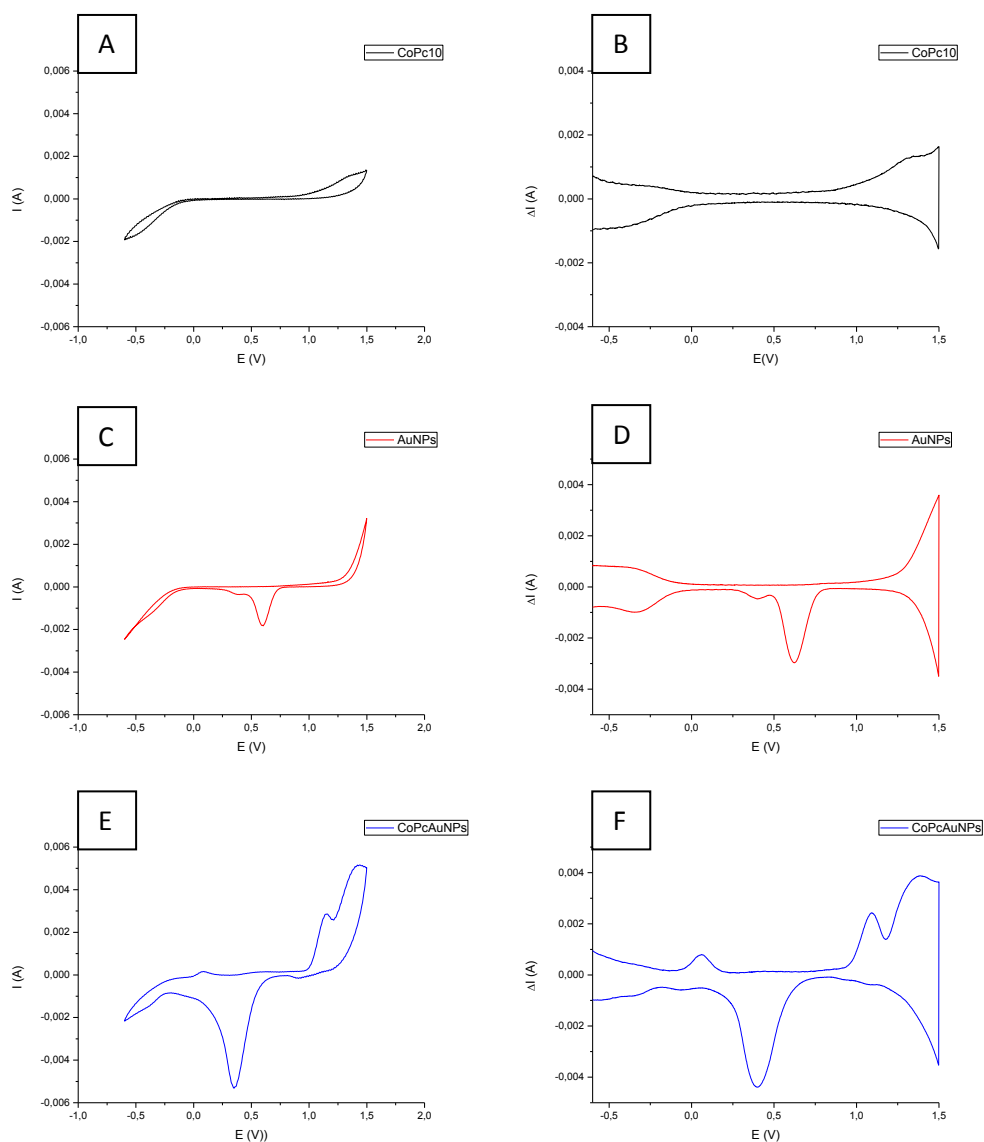 A
CoPc10
0,006
0,004
0,002
0,000
-0,002
-0,004
-0,006
I (A)
-1,0 -0,5 0,0 0,5 1,0 1,5 2,0
E (V)
B
CoPc10
0,004
0,002
0,000
-0,002
-0,004
ΔI (A)
-0,5 0,0 0,5 1,0 1,5
E(V)
C
AuNPs
0,006
0,004
0,002
0,000
-0,002
-0,004
-0,006
I (A)
-1,0 -0,5 0,0 0,5 1,0 1,5 2,0
E (V)
D
AuNPs
0,004
0,002
0,000
-0,002
-0,004
ΔI (A)
-0,5 0,0 0,5 1,0 1,5
E (V)
E
CoPcAuNPs
0,006
0,004
0,002
0,000
-0,002
-0,004
-0,006
I (A)
-1,0 -0,5 0,0 0,5 1,0 1,5 2,0
E (V))
F
CoPcAuNPs
0,004
0,002
0,000
-0,002
-0,004
ΔI (A)
-0,5 0,0 0,5 1,0 1,5
E (V)